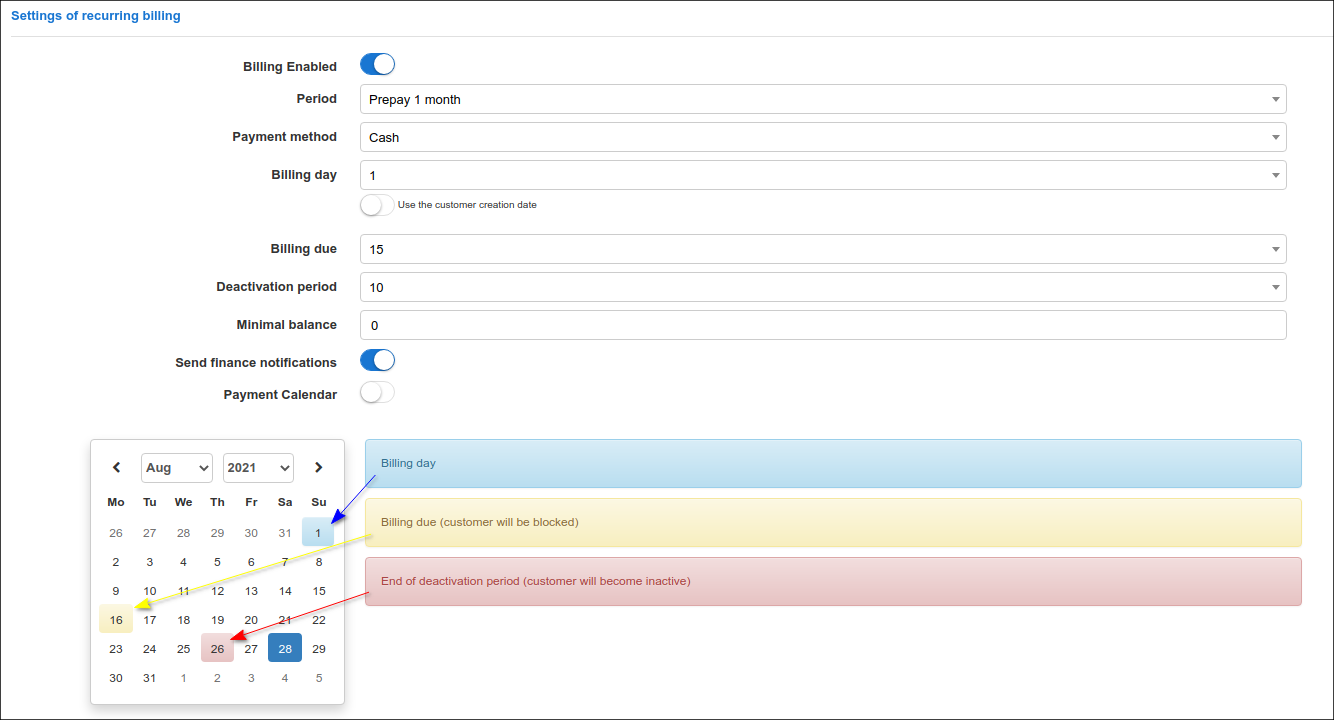 Settings of recurring billing
Billing Enabled
Period Prepay 1 month
Payment method Cash
Billing day 1
Use the customer creation date
Billing due 15
Deactivation period 10
Minimal balance 0
Send finance notifications
Payment Calendar
Aug 2021
Mo Tu We Th Fr Sa Su
26 27 28 29 30 31 1
2 3 4 5 6 7 8
9 10 11 12 13 14 15
16 17 18 19 20 21 22
23 24 25 26 27 28 29
30 31 1 2 3 4 5
Billing day
Billing due (customer will be blocked)
End of deactivation period (customer will become inactive)